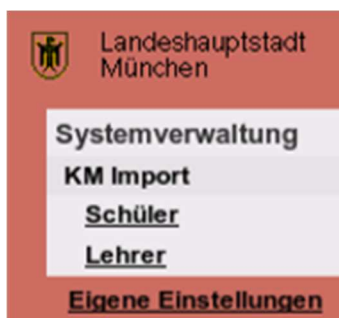 Landeshauptstadt
München
Systemverwaltung
KM Import
Schüler
Lehrer
Eigene Einstellungen